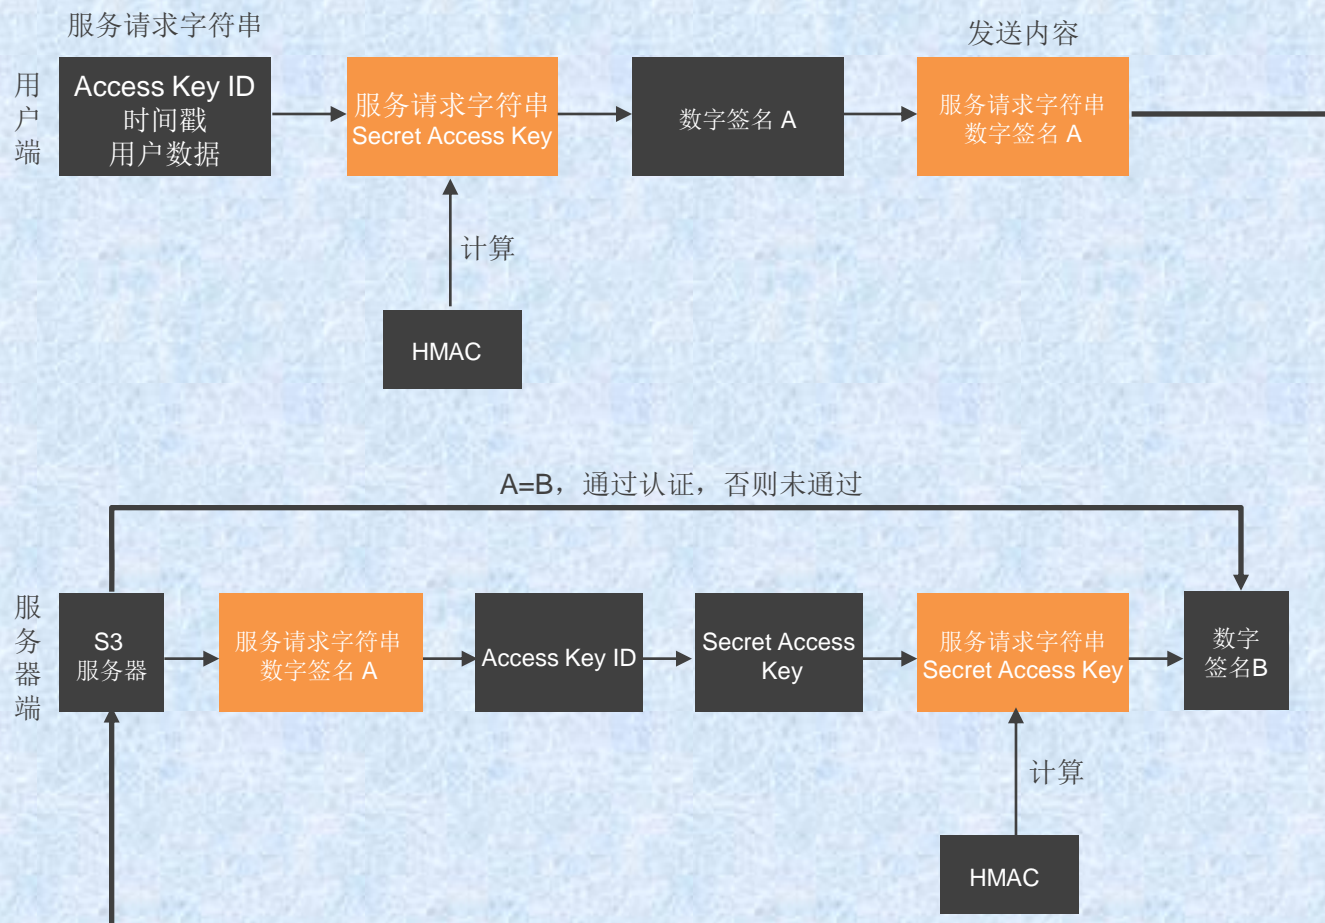 服务请求字符串
发送内容
用户端
Access Key ID
时间戳
用户数据
服务请求字符串
Secret Access Key
数字签名 A
服务请求字符串
数字签名 A
计算
HMAC
A=B，通过认证，否则未通过
服务器端
S3
服务器
服务请求字符串
数字签名 A
Access Key ID
Secret Access
Key
服务请求字符串
Secret Access Key
数字
签名B
计算
HMAC